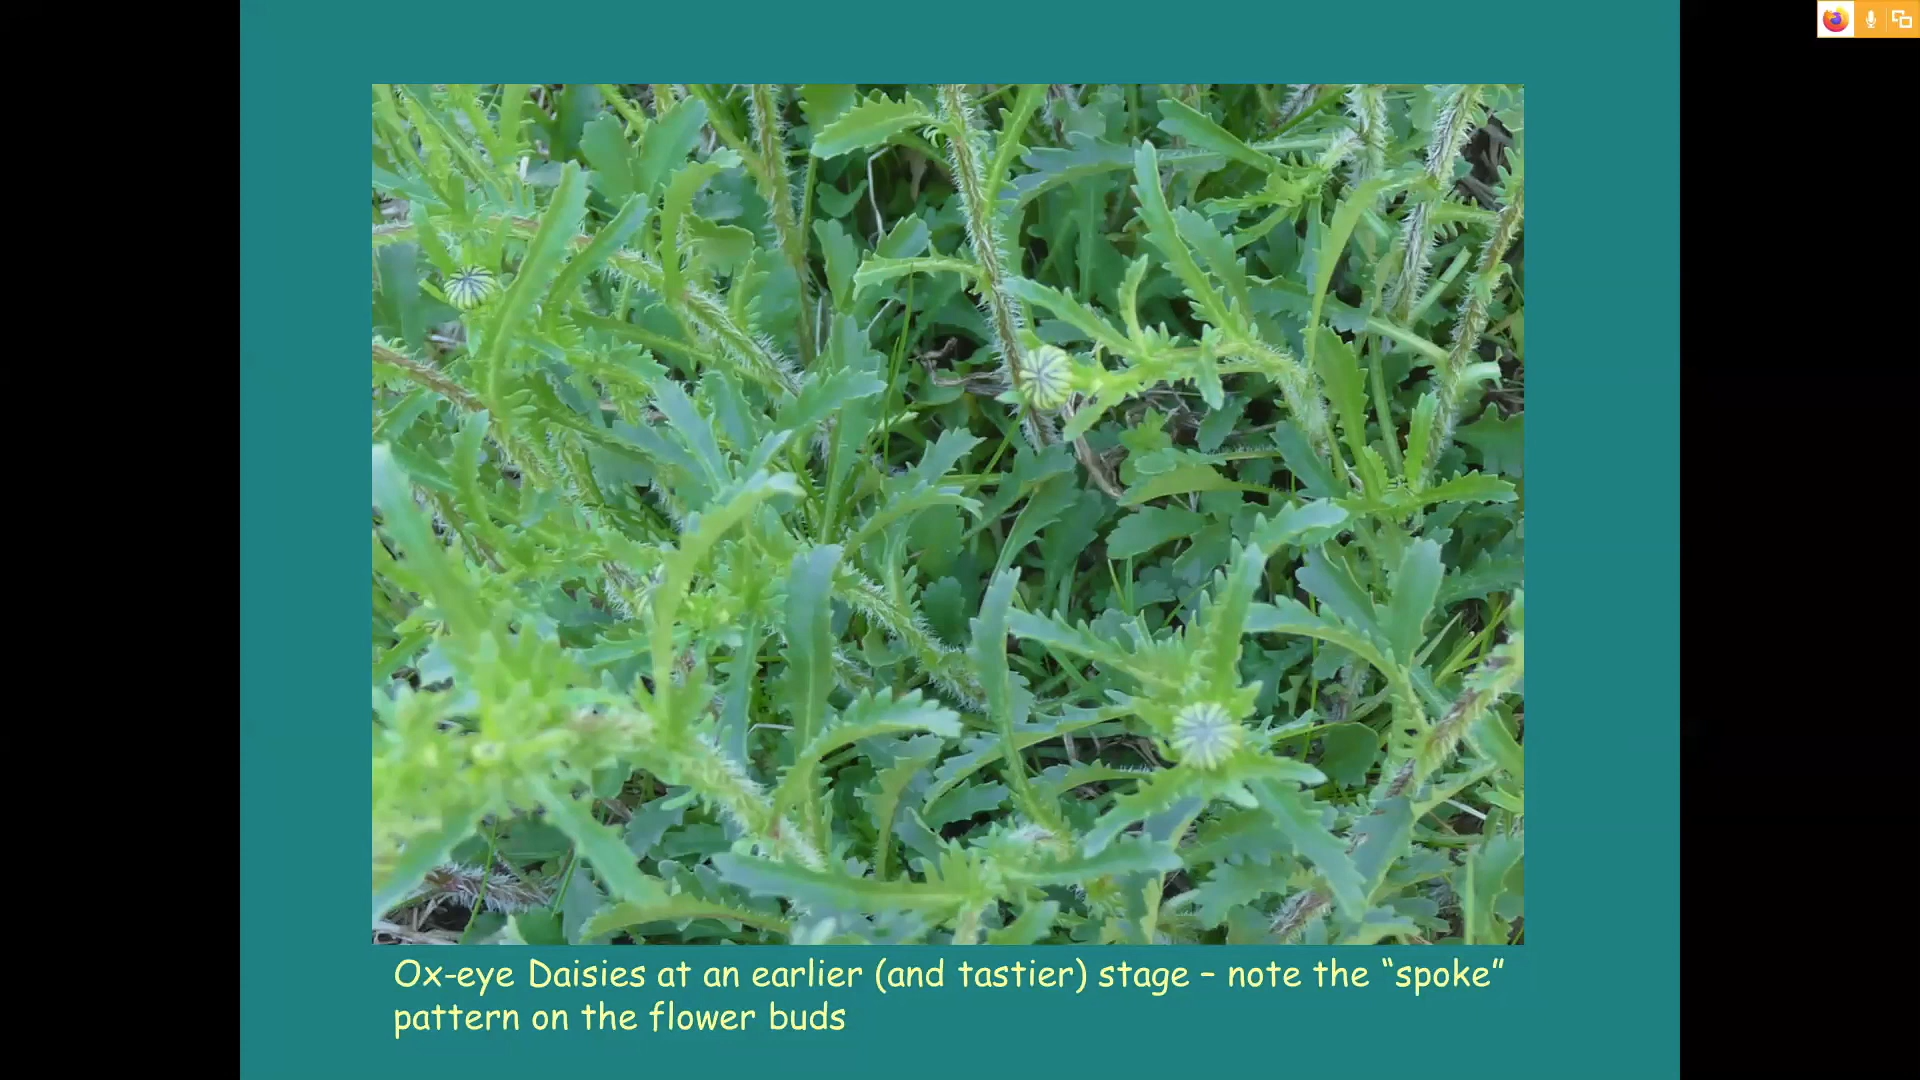 Ox-eye Daisies at an earlier (and tastier) stage – note the “spoke”
pattern on the flower buds